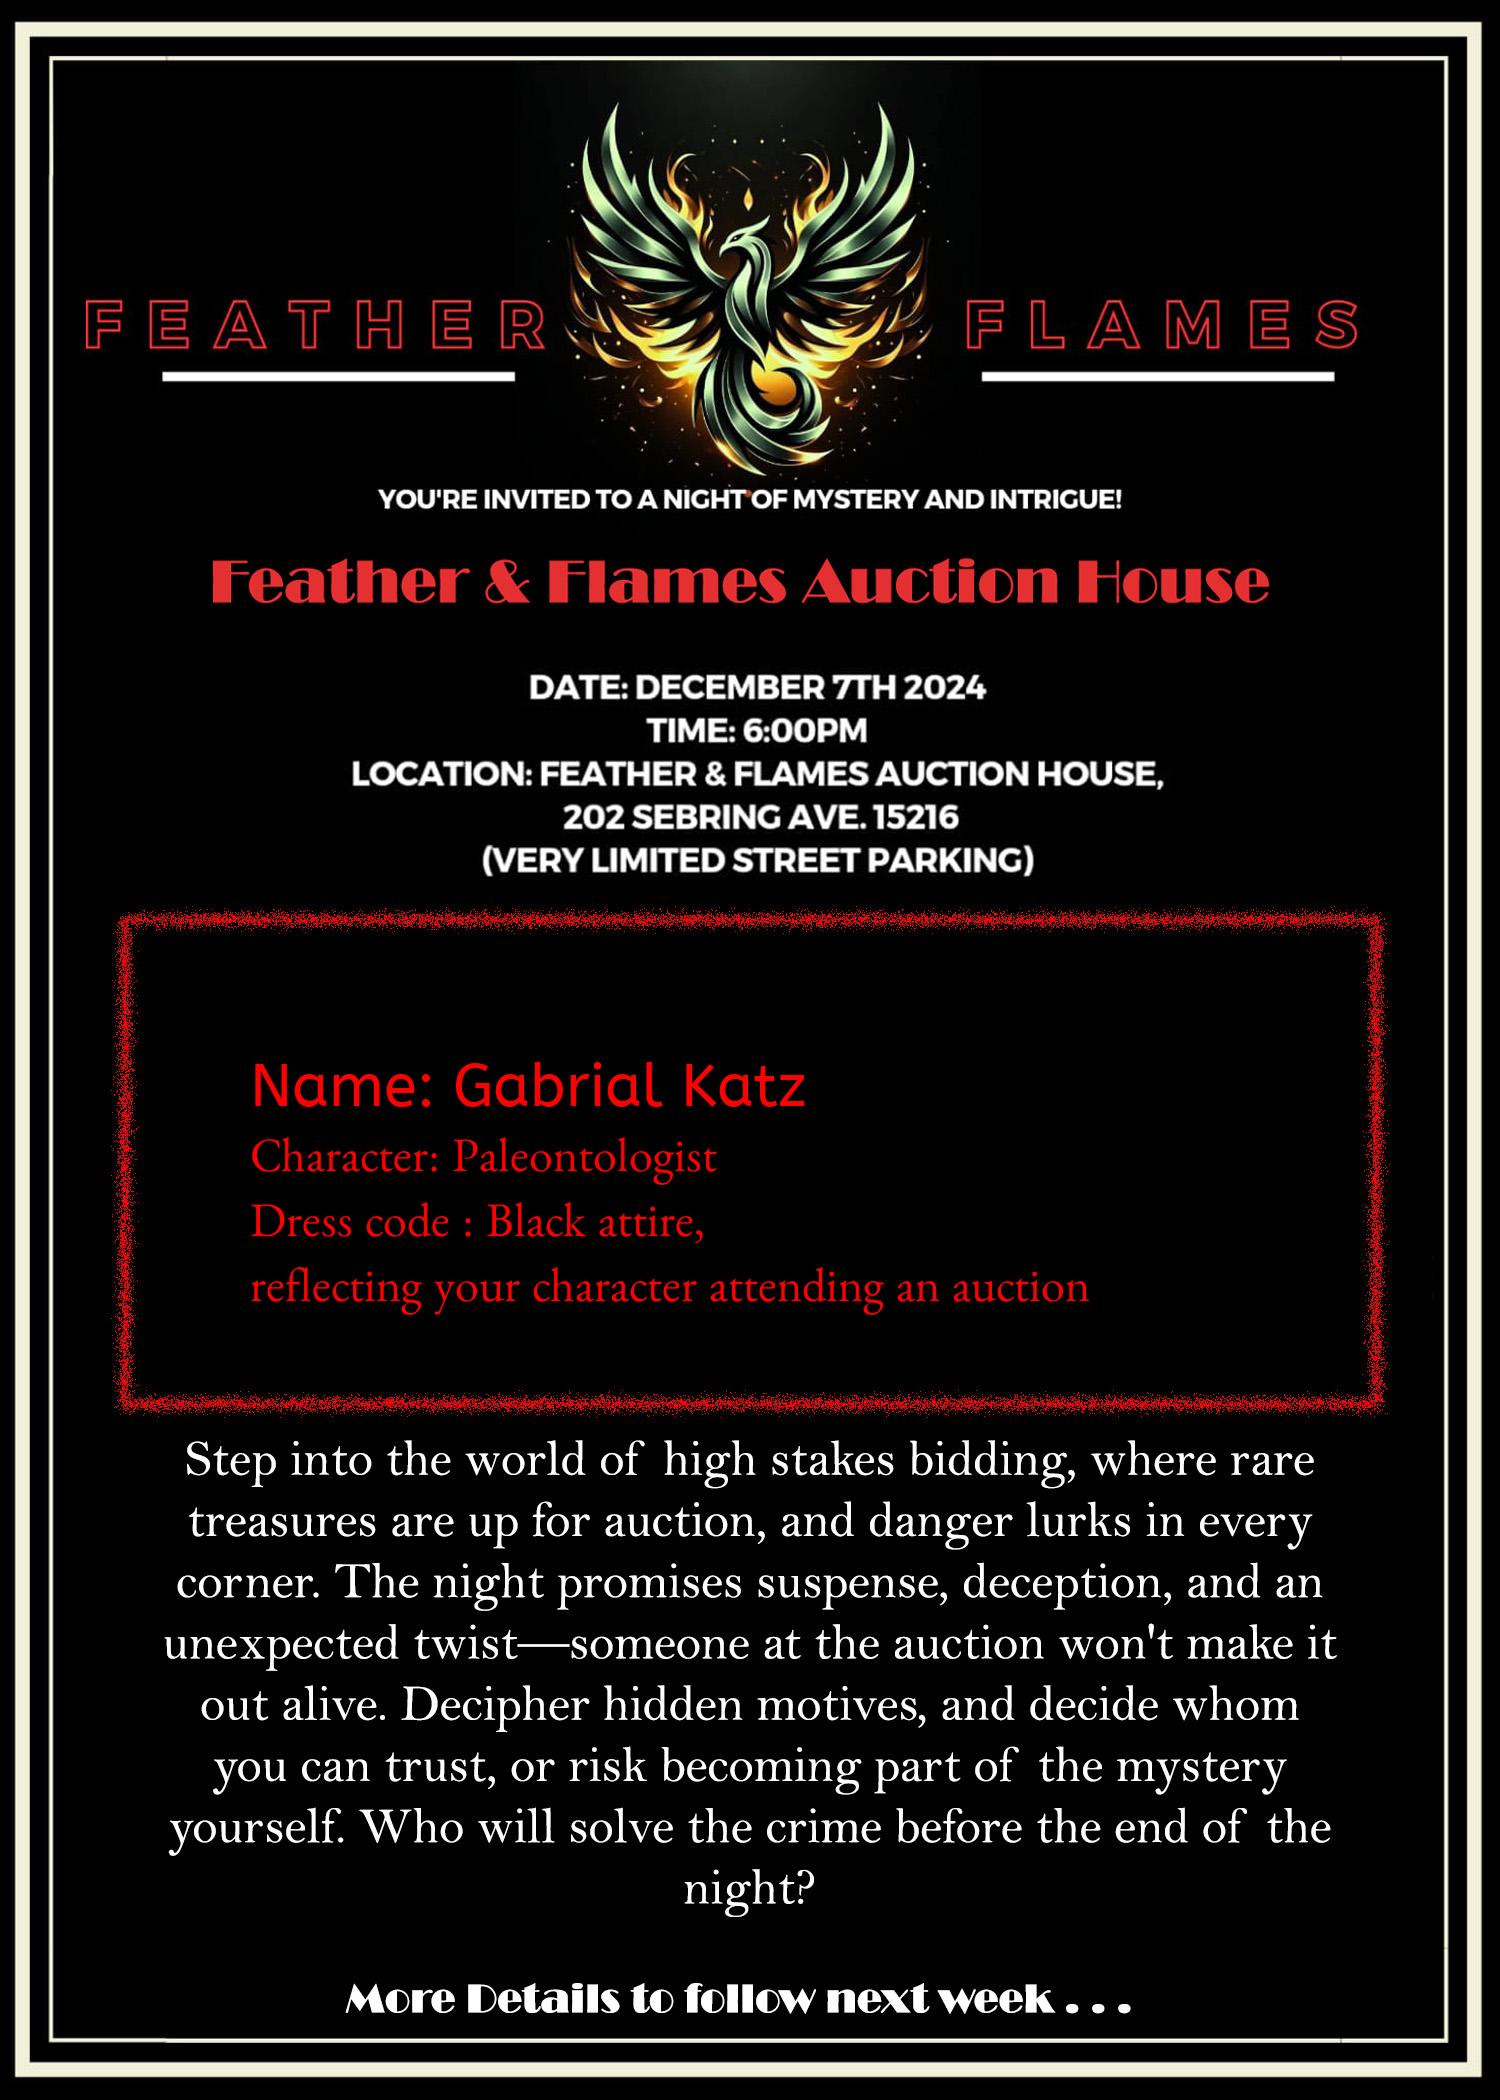 FEATHER FLAMES
YOU'RE INVITED TO A NIGHT OF MYSTERY AND INTRIGUE!
Feather & Flames Auction House
DATE: DECEMBER 7TH 2024
TIME: 6:00PM
LOCATION: FEATHER & FLAMES AUCTION HOUSE,
202 SEBRING AVE. 15216
(VERY LIMITED STREET PARKING)
Name: Gabrial Katz
Character: Paleontologist
Dress code : Black attire,
reflecting your character attending an auction
Step into the world of high stakes bidding, where rare
treasures are up for auction, and danger lurks in every
corner. The night promises suspense, deception, and an
unexpected twist—someone at the auction won't make it
out alive. Decipher hidden motives, and decide whom
you can trust, or risk becoming part of the mystery
yourself. Who will solve the crime before the end of the
night?
More Details to follow next week . . .